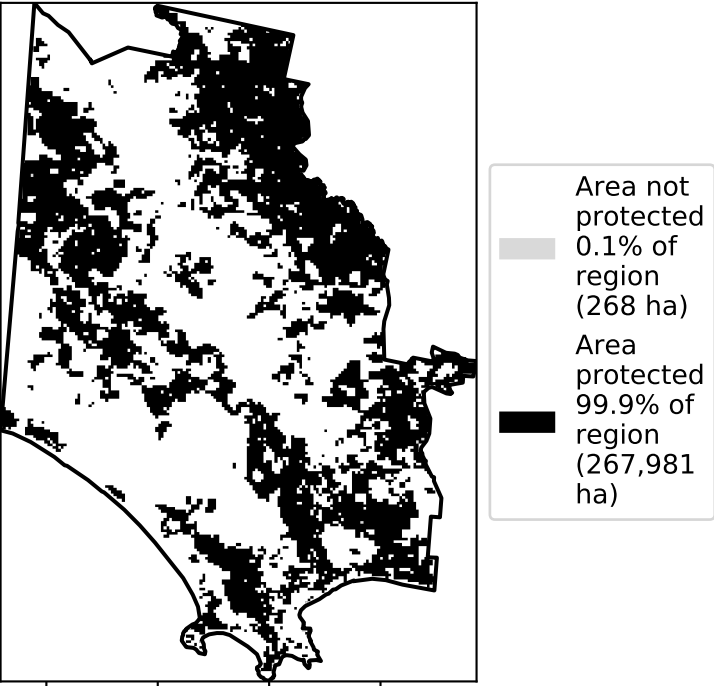 Area not
protected
0.1% of
region
(268 ha)
Area
protected
99.9% of
region
(267,981
ha)